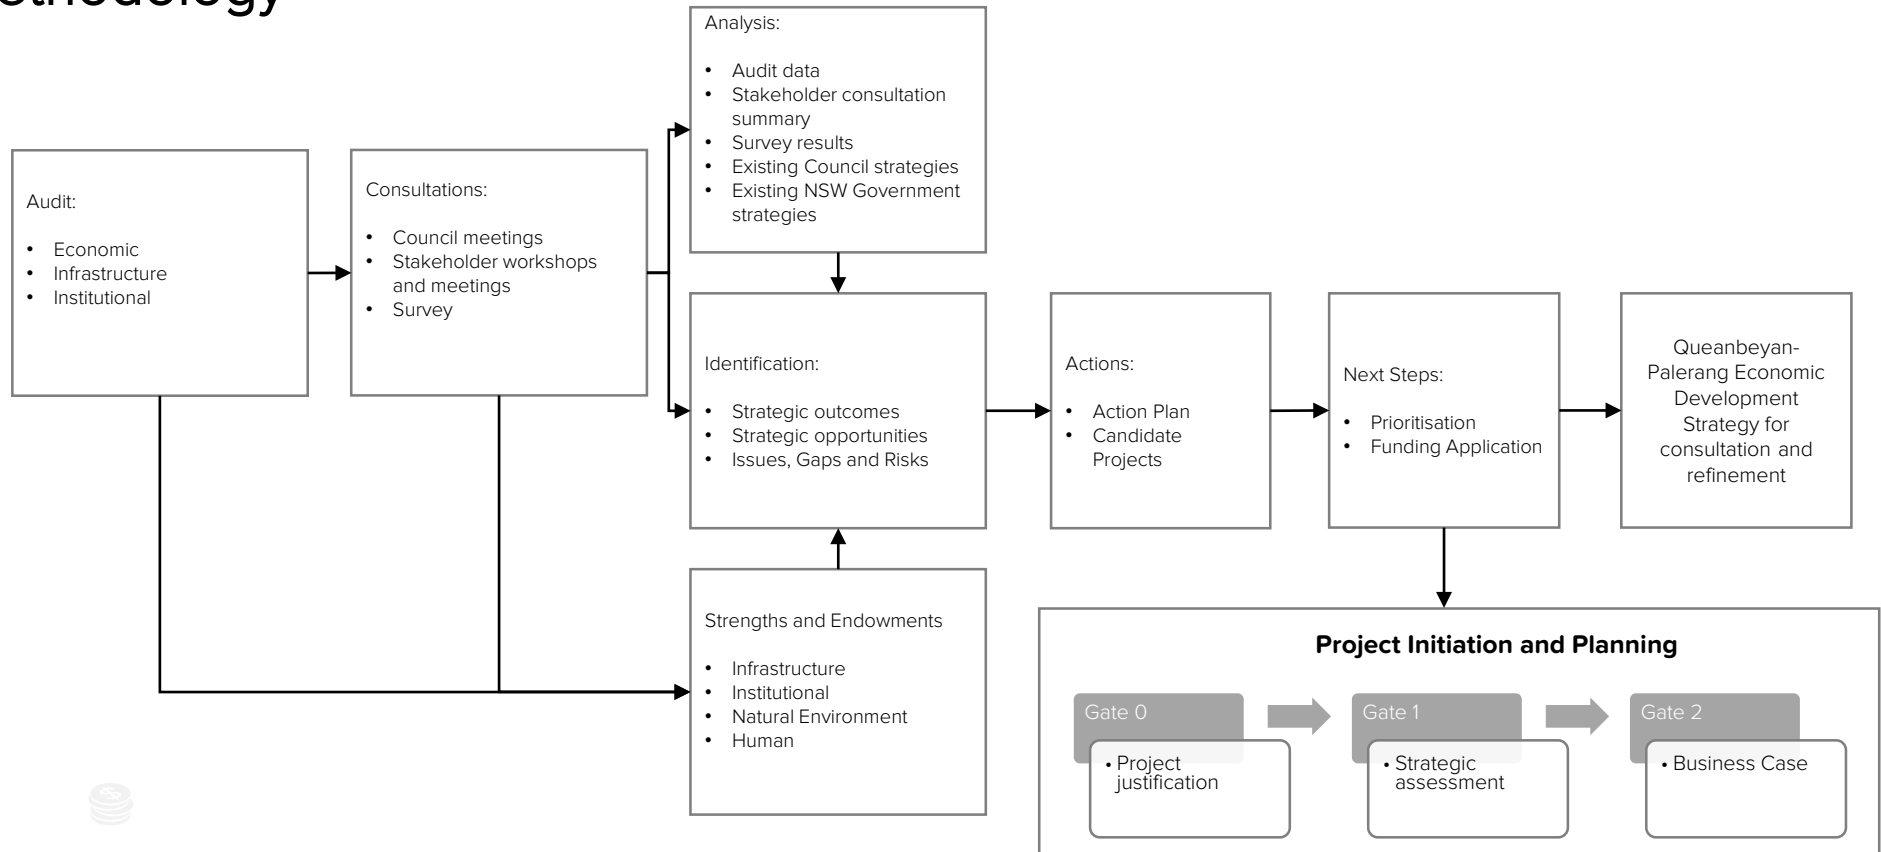 Audit:
• Economic
• Infrastructure
• Institutional
Consultations:
• Council meetings
• Stakeholder workshops
and meetings
• Survey
Analysis:
• Audit data
• Stakeholder consultation
summary
• Survey results
• Existing Council strategies
• Existing NSW Government
strategies
Identification:
• Strategic outcomes
• Strategic opportunities
• Issues, Gaps and Risks
Strengths and Endowments
• Infrastructure
• Institutional
• Natural Environment
• Human
Actions:
• Action Plan
• Candidate
Projects
Next Steps:
• Prioritisation
• Funding Application
Queanbeyan-
Palerang Economic
Development
Strategy for
consultation and
refinement
Project Initiation and Planning
Gate 0
• Project
justification
Gate 1
• Strategic
assessment
Gate 2
• Business Case